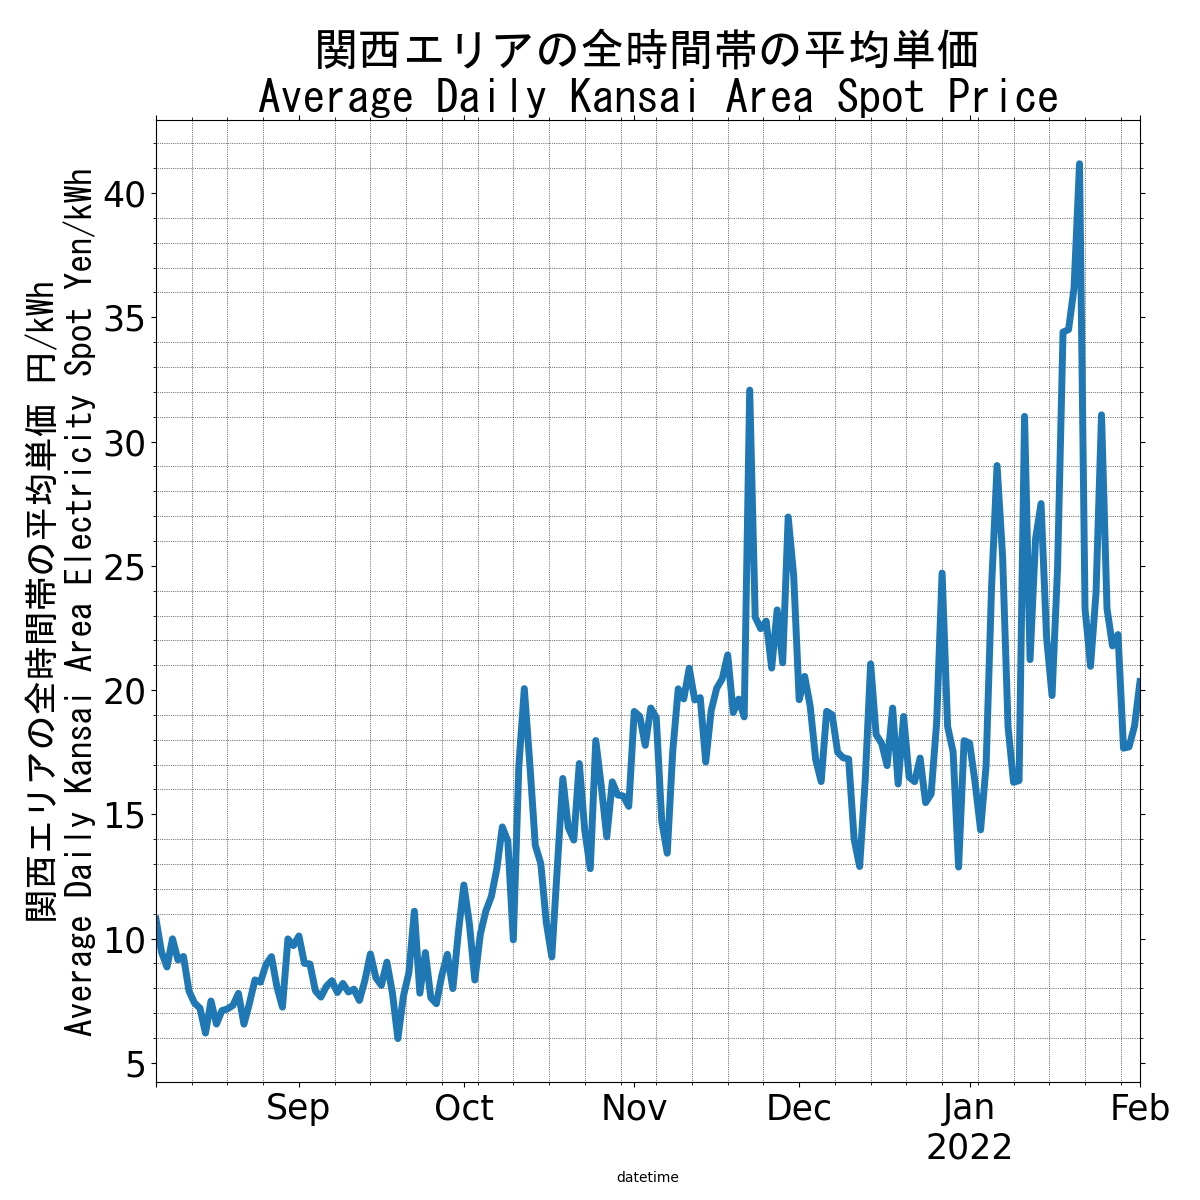 関西エリアの全時間帯の平均単価
Average Daily Kansai Area Spot Price
関西エリアの全時間帯の平均単価 円/kWh
Average Daily Kansai Area Electricity Spot Yen/kWh
40
35
30
25
20
15
10
5
Sep
Oct
Nov
Dec
Jan
2022
Feb
datetime